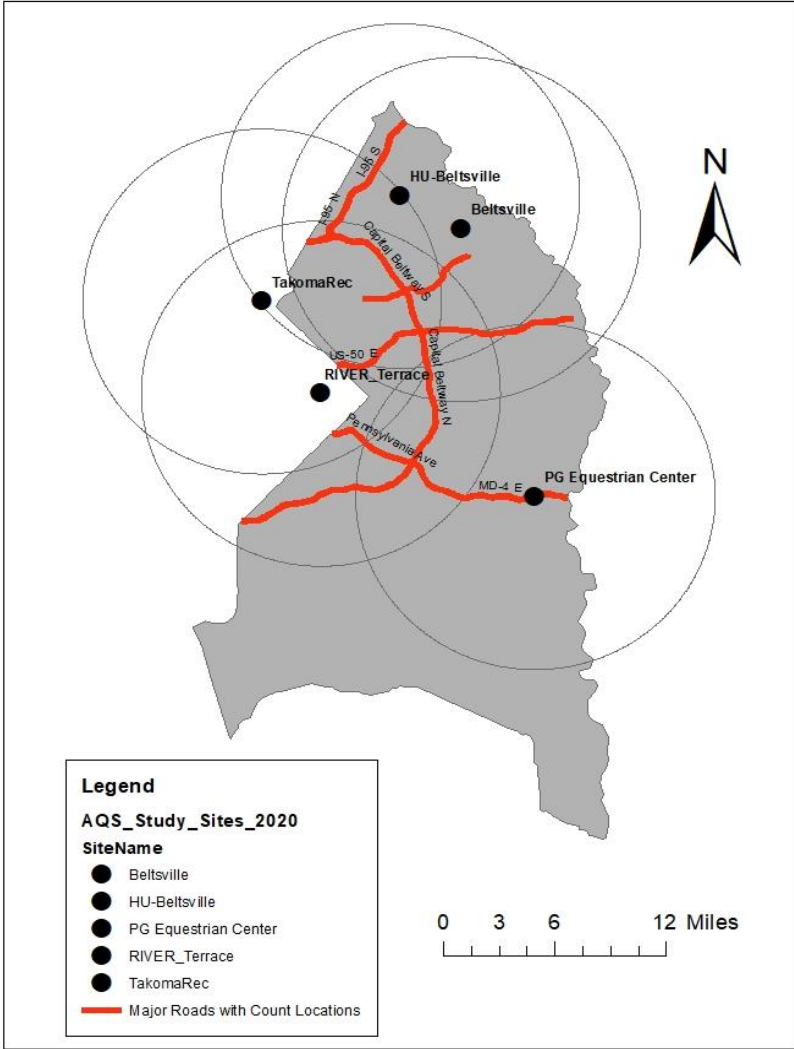 N
I-95 S
HU-Beltsville
I-95 N
Beltsville
Capital Beltway S
TakomaRec
US-50 E
Capital Beltway N
RIVER_Terrace
Pennsylvania Ave
PG Equestrian Center
MD-4 E
Legend
AQS_Study_Sites_2020
SiteName
Beltsville
HU-Beltsville
PG Equestrian Center
RIVER_Terrace
TakomaRec
Major Roads with Count Locations
0 3 6 12 Miles